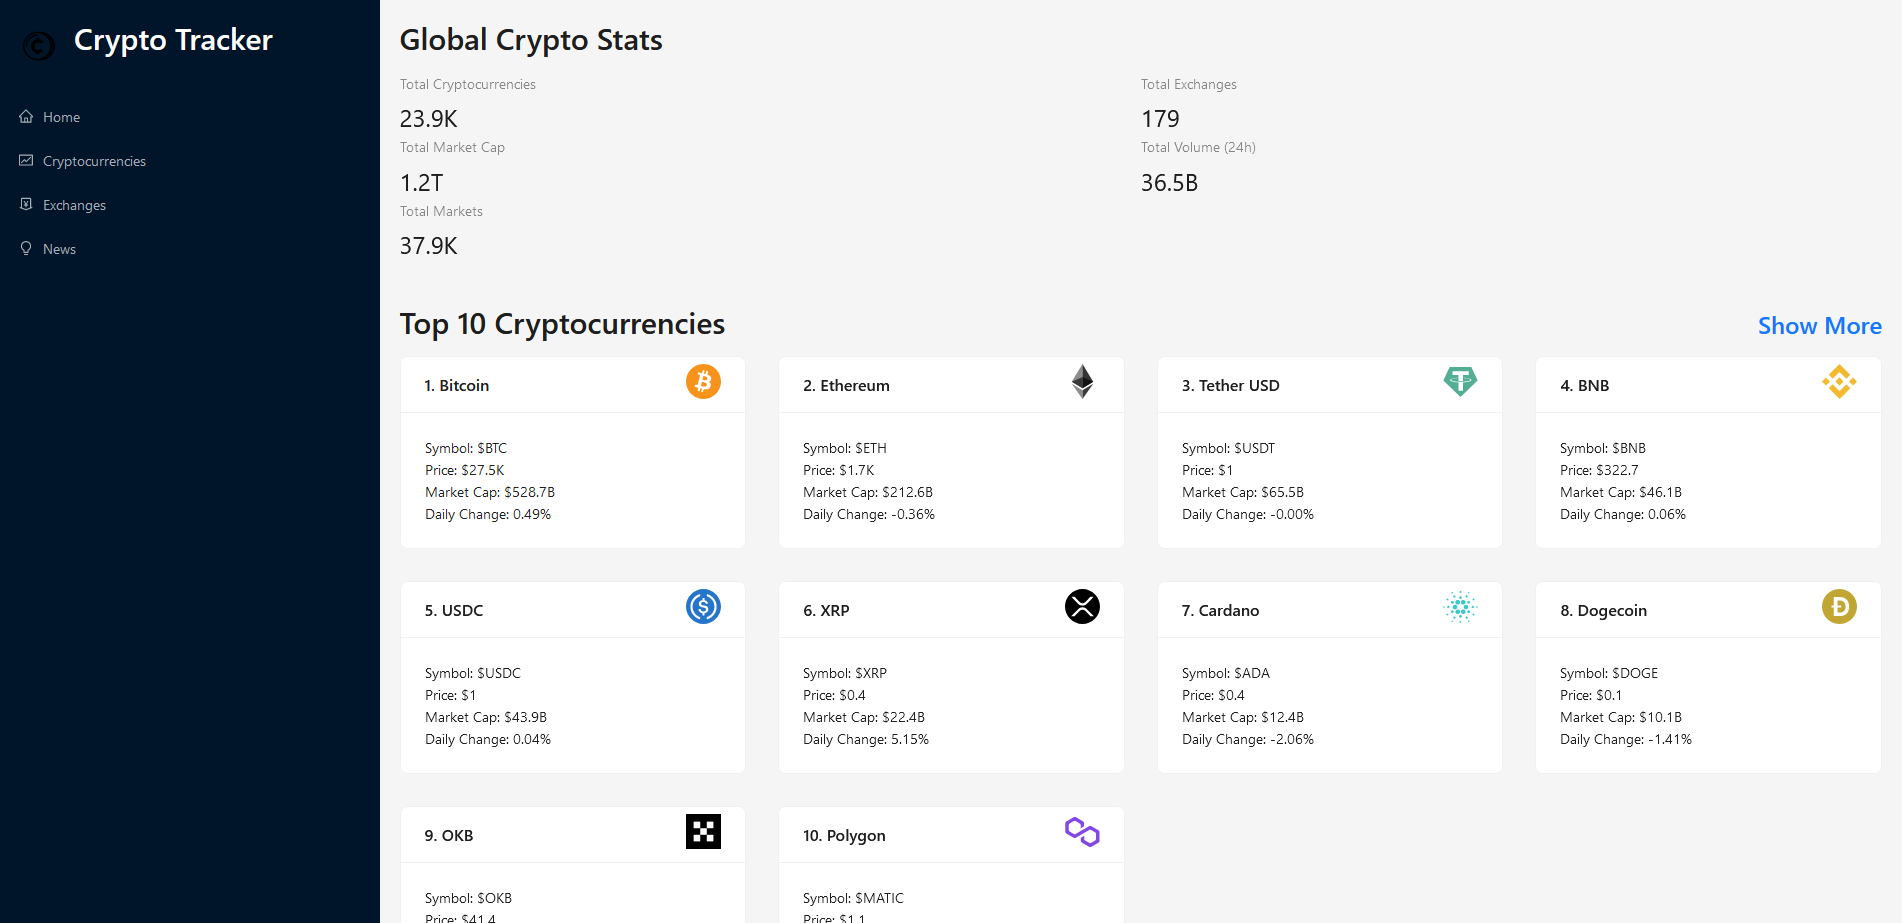 Crypto Tracker
Home
Cryptocurrencies
Exchanges
News
Global Crypto Stats
Total Cryptocurrencies
23.9K
Total Exchanges
179
Total Market Cap
1.2T
Total Volume (24h)
36.5B
Total Markets
37.9K
Top 10 Cryptocurrencies
Show More
1. Bitcoin
Symbol: $BTC
Price: $27.5K
Market Cap: $528.7B
Daily Change: 0.49%
2. Ethereum
Symbol: $ETH
Price: $1.7K
Market Cap: $212.6B
Daily Change: -0.36%
3. Tether USD
Symbol: $USDT
Price: $1
Market Cap: $65.5B
Daily Change: -0.00%
4. BNB
Symbol: $BNB
Price: $322.7
Market Cap: $46.1B
Daily Change: 0.06%
5. USDC
Symbol: $USDC
Price: $1
Market Cap: $43.9B
Daily Change: 0.04%
6. XRP
Symbol: $XRP
Price: $0.4
Market Cap: $22.4B
Daily Change: 5.15%
7. Cardano
Symbol: $ADA
Price: $0.4
Market Cap: $12.4B
Daily Change: -2.06%
8. Dogecoin
Symbol: $DOGE
Price: $0.1
Market Cap: $10.1B
Daily Change: -1.41%
9. OKB
Symbol: $OKB
Price: $41.4
10. Polygon
Symbol: $MATIC
Price: $1.1